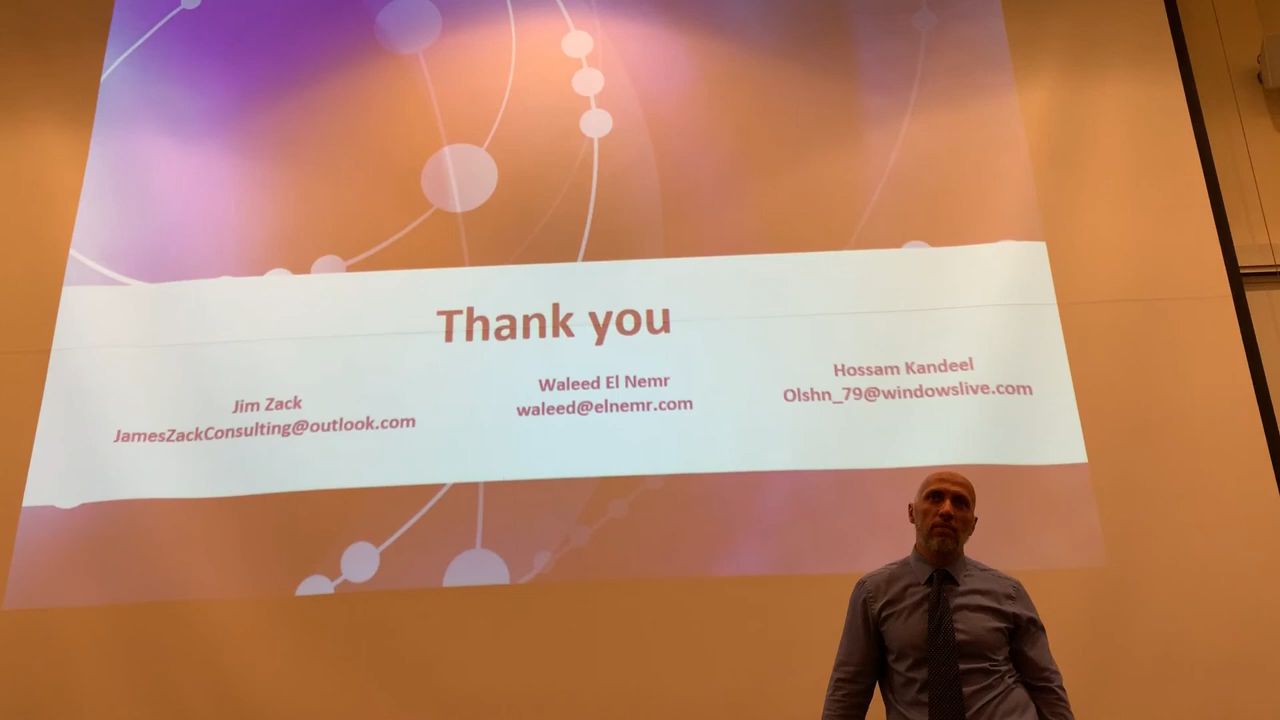 Thank you
Jim Zack
JamesZackConsulting@outlook.com
Waleed El Nemr
waleed@elnemr.com
Hossam Kandeel
Olshn_79@windowslive.com